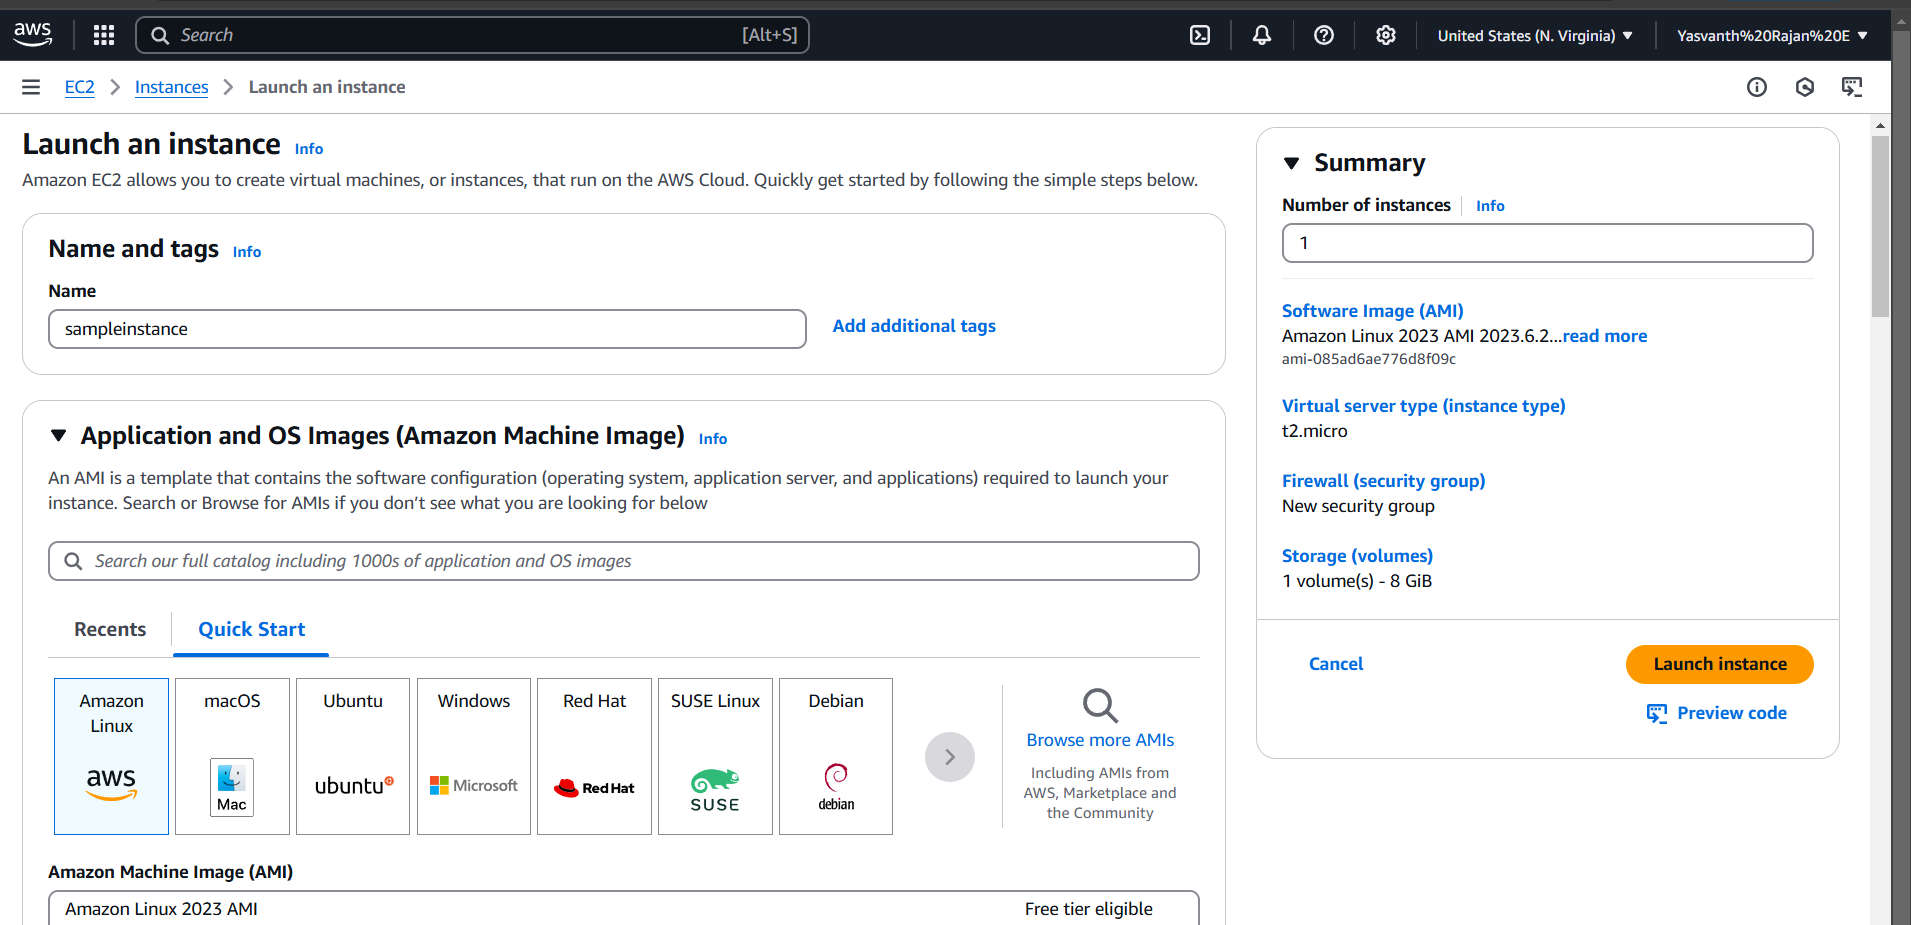 aws
Search [Alt+S]
United States (N. Virginia)
Yasvanth%20Rajan%20E
EC2
Instances
Launch an instance
Launch an instance Info
Amazon EC2 allows you to create virtual machines, or instances, that run on the AWS Cloud. Quickly get started by following the simple steps below.
Name and tags Info
Name
sampleinstance
Add additional tags
Application and OS Images (Amazon Machine Image) Info
An AMI is a template that contains the software configuration (operating system, application server, and applications) required to launch your
instance. Search or Browse for AMIs if you don’t see what you are looking for below
Search our full catalog including 1000s of application and OS images
Recents
Quick Start
Amazon
Linux
aws
macOS
Mac
Ubuntu
ubuntu
Windows
Microsoft
Red Hat
Red Hat
SUSE Linux
SUSE
Debian
debian
Browse more AMIs
Including AMIs from
AWS, Marketplace and
the Community
Amazon Machine Image (AMI)
Amazon Linux 2023 AMI
Free tier eligible
Summary
Number of instances Info
1
Software Image (AMI)
Amazon Linux 2023 AMI 2023.6.2...read more
ami-085ad6ae776d8f09c
Virtual server type (instance type)
t2.micro
Firewall (security group)
New security group
Storage (volumes)
1 volume(s) - 8 GiB
Cancel
Launch instance
Preview code